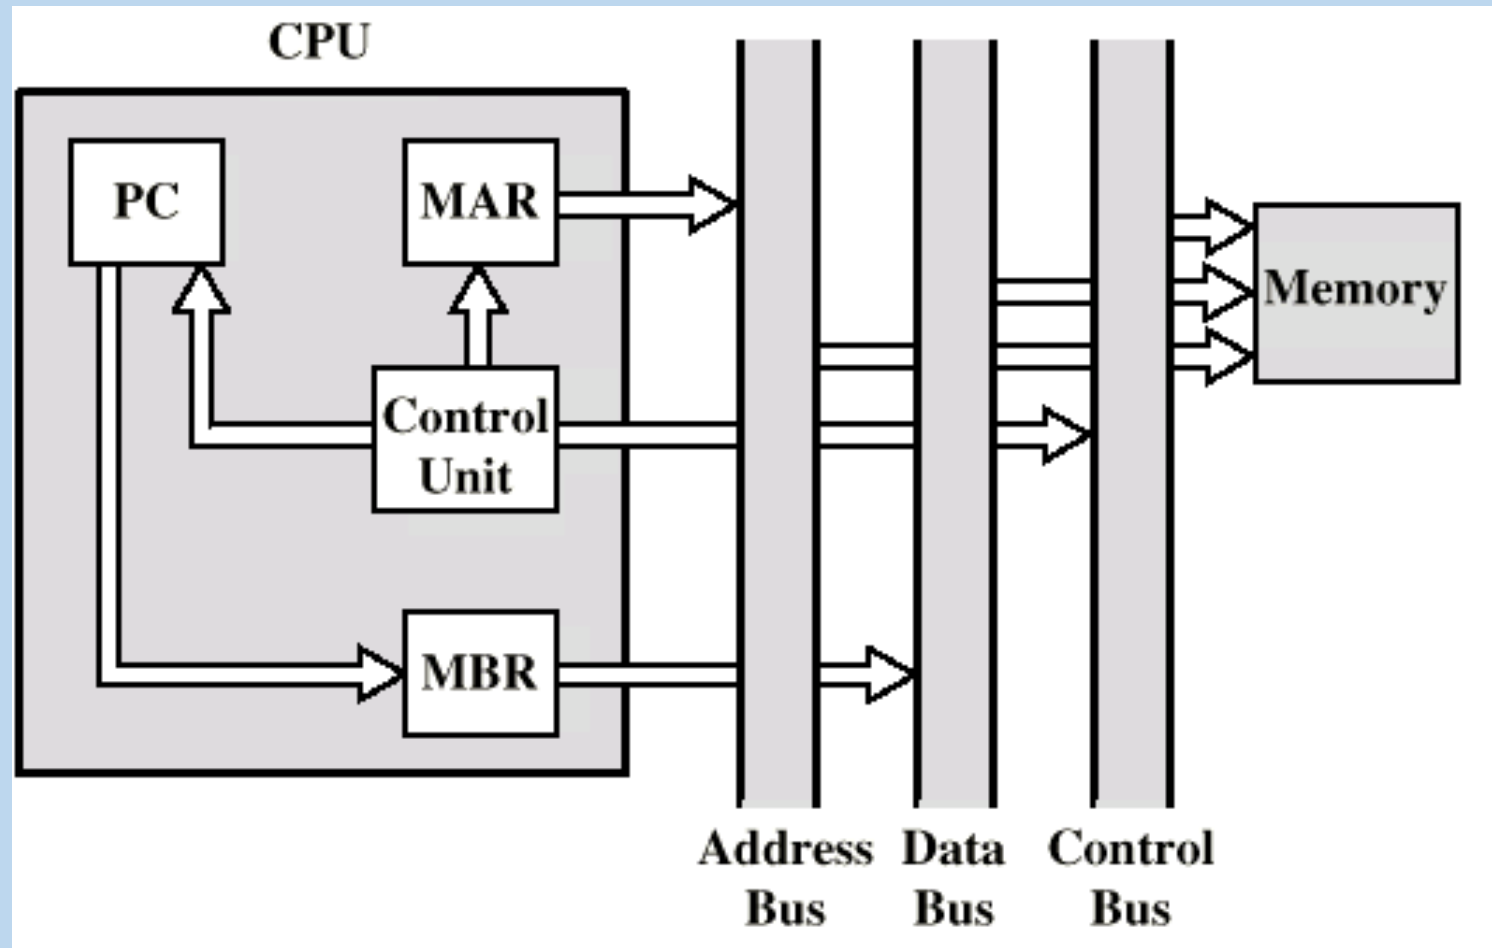 CPU
PC
MAR
Memory
Control
Unit
MBR
Address
Bus
Data
Bus
Control
Bus